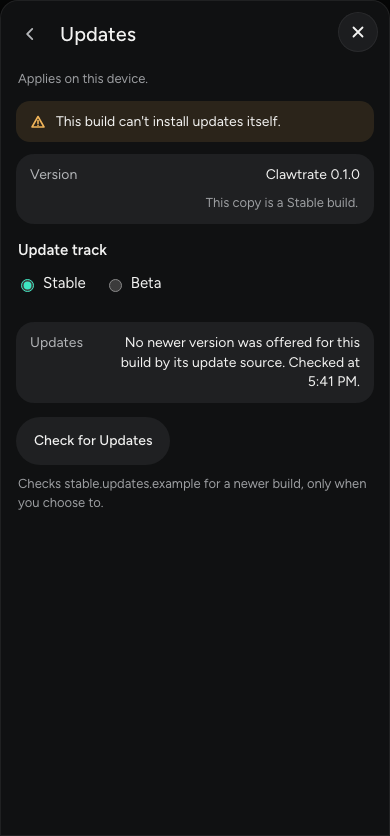 Updates
Applies on this device.
This build can't install updates itself.
Version
Clawtrate 0.1.0
This copy is a Stable build.
Update track
Stable
Beta
Updates
No newer version was offered for this
build by its update source. Checked at
5:41 PM.
Check for Updates
Checks stable.updates.example for a newer build, only when
you choose to.